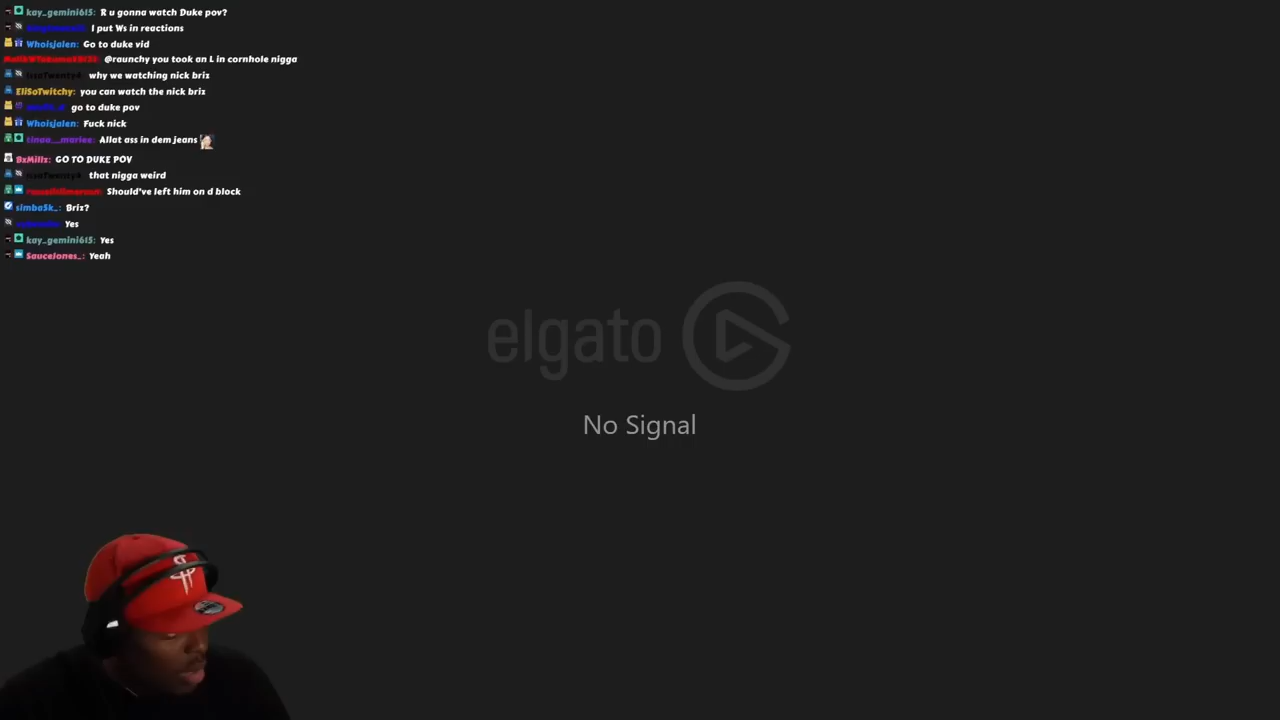 kay_gemini615: R u gonna watch Duke pov?
I put Ws in reactions
Whoisjalen: Go to duke vid
@raunchy you took an L in cornhole nigga
why we watching nick briz
EliSoTwitchy: you can watch the nick briz
go to duke pov
Whoisjalen: Fuck nick
tinaa__mariee: Allat ass in dem jeans
BxMillz: GO TO DUKE POV
that nigga weird
Should've left him on d block
simba5k_: Briz?
Yes
kay_gemini615: Yes
SauceJones_: Yeah
elgato
No Signal